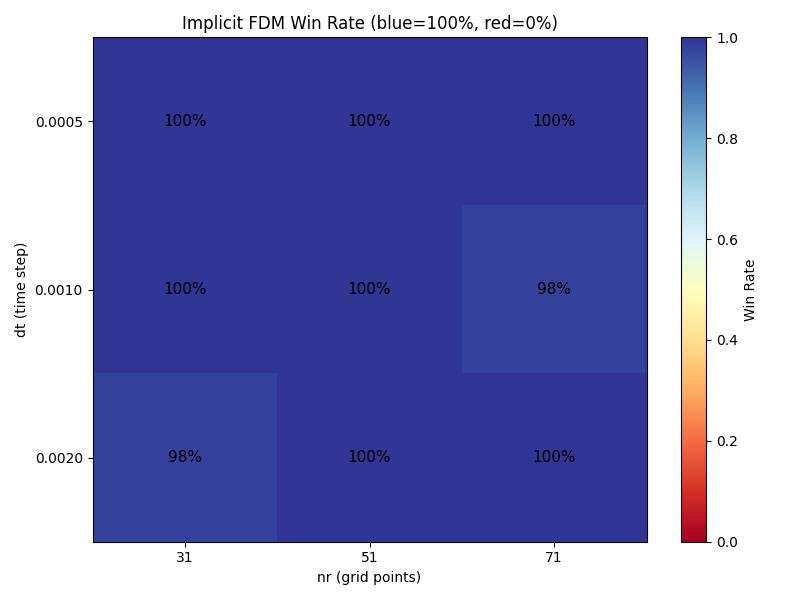 Implicit FDM Win Rate (blue=100%, red=0%)
dt (time step)
0.0005
100% 100% 100%
0.0010
100% 100% 98%
0.0020
98% 100% 100%
31 51 71
nr (grid points)
1.0
0.8
0.6
0.4
0.2
0.0
Win Rate